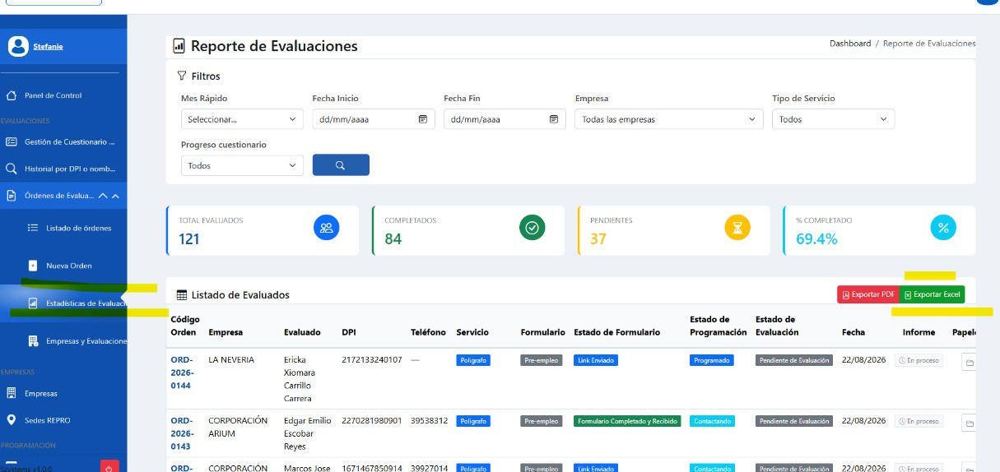 Stefanie
Panel de Control
EVALUACIONES
Gestión de Cuestionario ...
Historial por DPI o nomb...
Órdenes de Evalua...
Listado de órdenes
Nueva Orden
Estadísticas de Evaluaci
Empresas y Evaluacione
EMPRESAS
Empresas
Sedes REPRO
PROGRAMACIÓN
Szystems v1.0.0
Reporte de Evaluaciones
Dashboard / Reporte de Evaluaciones
Filtros
Mes Rápido Fecha Inicio Fecha Fin Empresa Tipo de Servicio
Seleccionar... dd/mm/aaaa dd/mm/aaaa Todas las empresas Todos
Progreso cuestionario
Todos
TOTAL EVALUADOS
121
COMPLETADOS
84
PENDIENTES
37
% COMPLETADO
69.4%
%
Listado de Evaluados
Exportar PDF Exportar Excel
Código Orden Empresa Evaluado DPI Teléfono Servicio Formulario Estado de Formulario Estado de Programación Estado de Evaluación Fecha Informe Papel
ORD-2026-0144 LA NEVERIA Ericka Xiomara Carrillo Carrera 2172133240107 — Poligrafo Pre-empleo Link Enviado Programado Pendiente de Evaluación 22/08/2026 En proceso
ORD-2026-0143 CORPORACIÓN ARIUM Edgar Emilio Escobar Reyes 2270281980901 39538312 Poligrafo Pre-empleo Formulario Completado y Recibido Contactando Pendiente de Evaluación 22/08/2026 En proceso
ORD- CORPORACIÓN Marcos Jose 1671467850914 39927014 Poligrafo Pre-empleo Link Enviado Contactando Pendiente de Evaluación 22/08/2026 En proceso